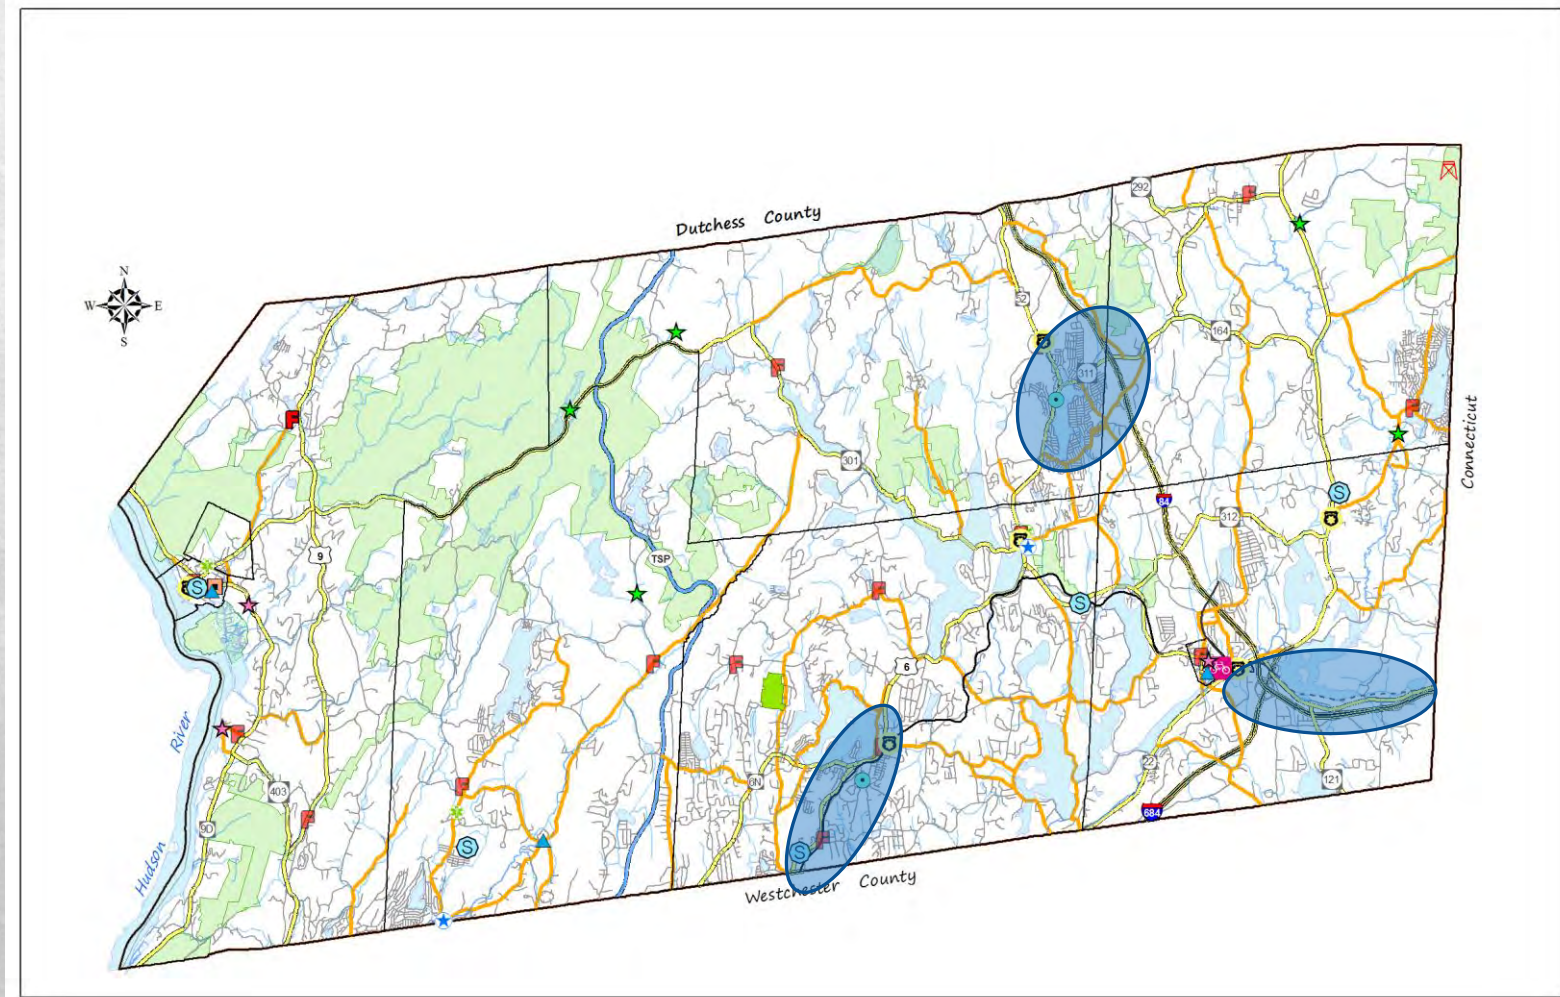 292
Dutchess County
N
W E
S
52
164
311
Connecticut
F
F
F
F
301
84
S
312
9
TSP
S
S
F
F
F
F
6
River
F
F
6N
22
121
403
F
9D
684
F
S
S
Hudson
Westchester County